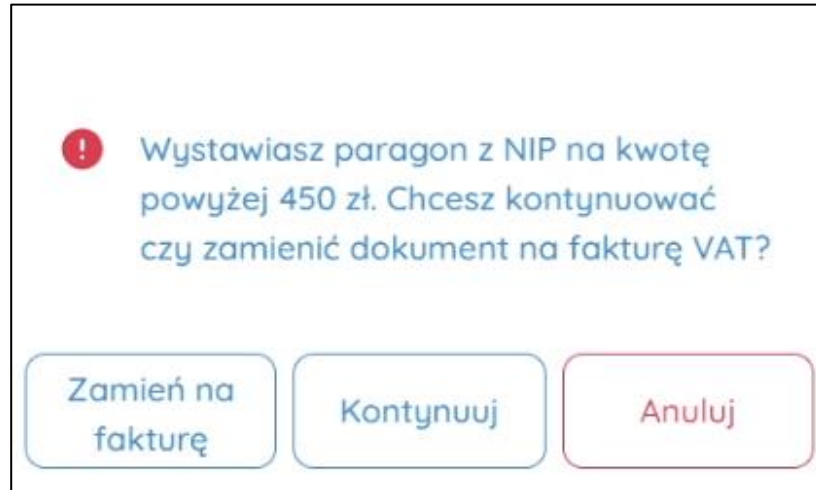 Wystawiasz paragon z NIP na kwotę
powyżej 450 zł. Chcesz kontynuować
czy zamienić dokument na fakturę VAT?
Zamień na
fakturę
Kontynuuj
Anuluj